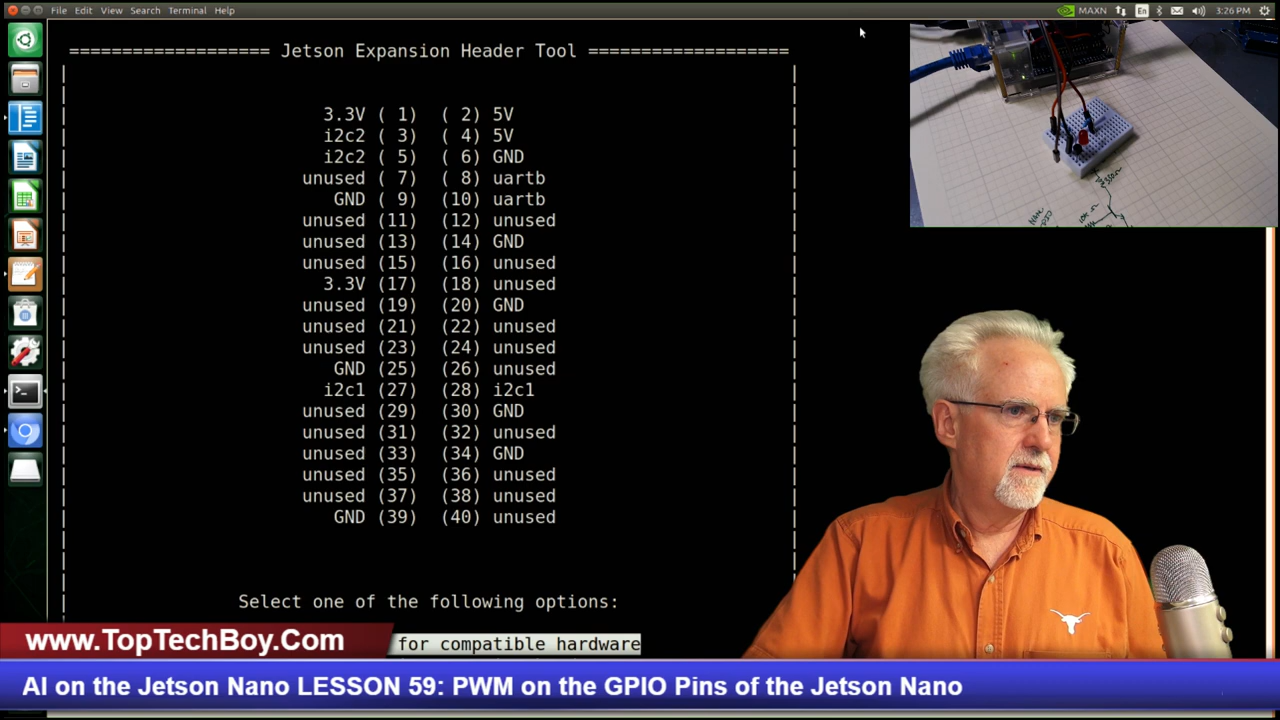 File Edit View Search Terminal Help
MAXN En 3:26 PM
================== Jetson Expansion Header Tool ===================
3.3V ( 1) ( 2) 5V
i2c2 ( 3) ( 4) 5V
i2c2 ( 5) ( 6) GND
unused ( 7) ( 8) uartb
GND ( 9) (10) uartb
unused (11) (12) unused
unused (13) (14) GND
unused (15) (16) unused
3.3V (17) (18) unused
unused (19) (20) GND
unused (21) (22) unused
unused (23) (24) unused
GND (25) (26) unused
i2c1 (27) (28) i2c1
unused (29) (30) GND
unused (31) (32) unused
unused (33) (34) GND
unused (35) (36) unused
unused (37) (38) unused
GND (39) (40) unused
Select one of the following options:
for compatible hardware
www.TopTechBoy.Com
AI on the Jetson Nano LESSON 59: PWM on the GPIO Pins of the Jetson Nano